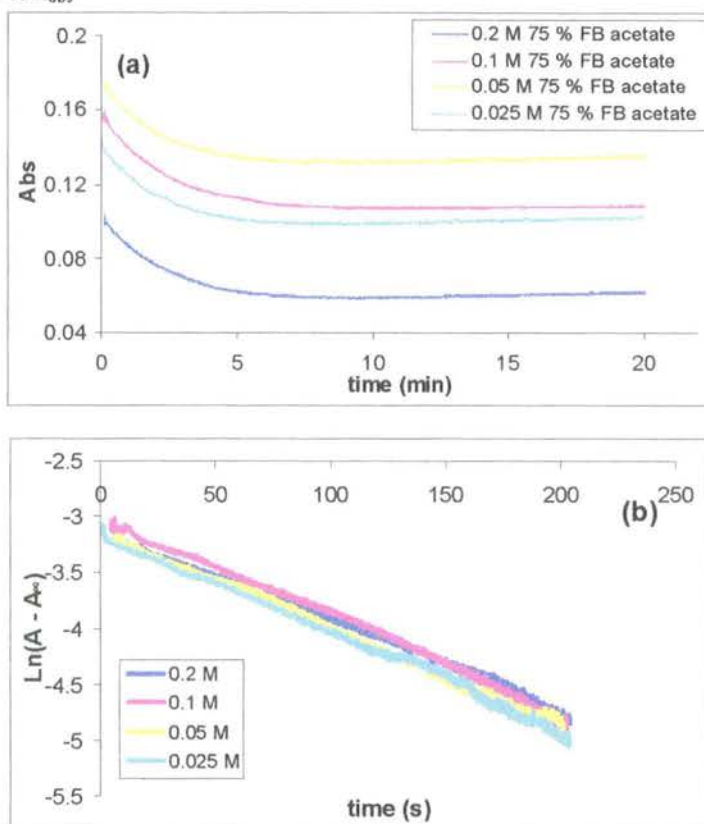 0.2
(a)
0.2 M 75 % FB acetate
0.1 M 75 % FB acetate
0.05 M 75 % FB acetate
0.025 M 75 % FB acetate
0.16
0.12
0.08
0.04
Abs
0 5 10 15 20
time (min)
-2.5
0 50 100 150 200 250
(b)
-3
-3.5
-4
-4.5
-5
-5.5
Ln(A - A∞)
0.2 M
0.1 M
0.05 M
0.025 M
time (s)